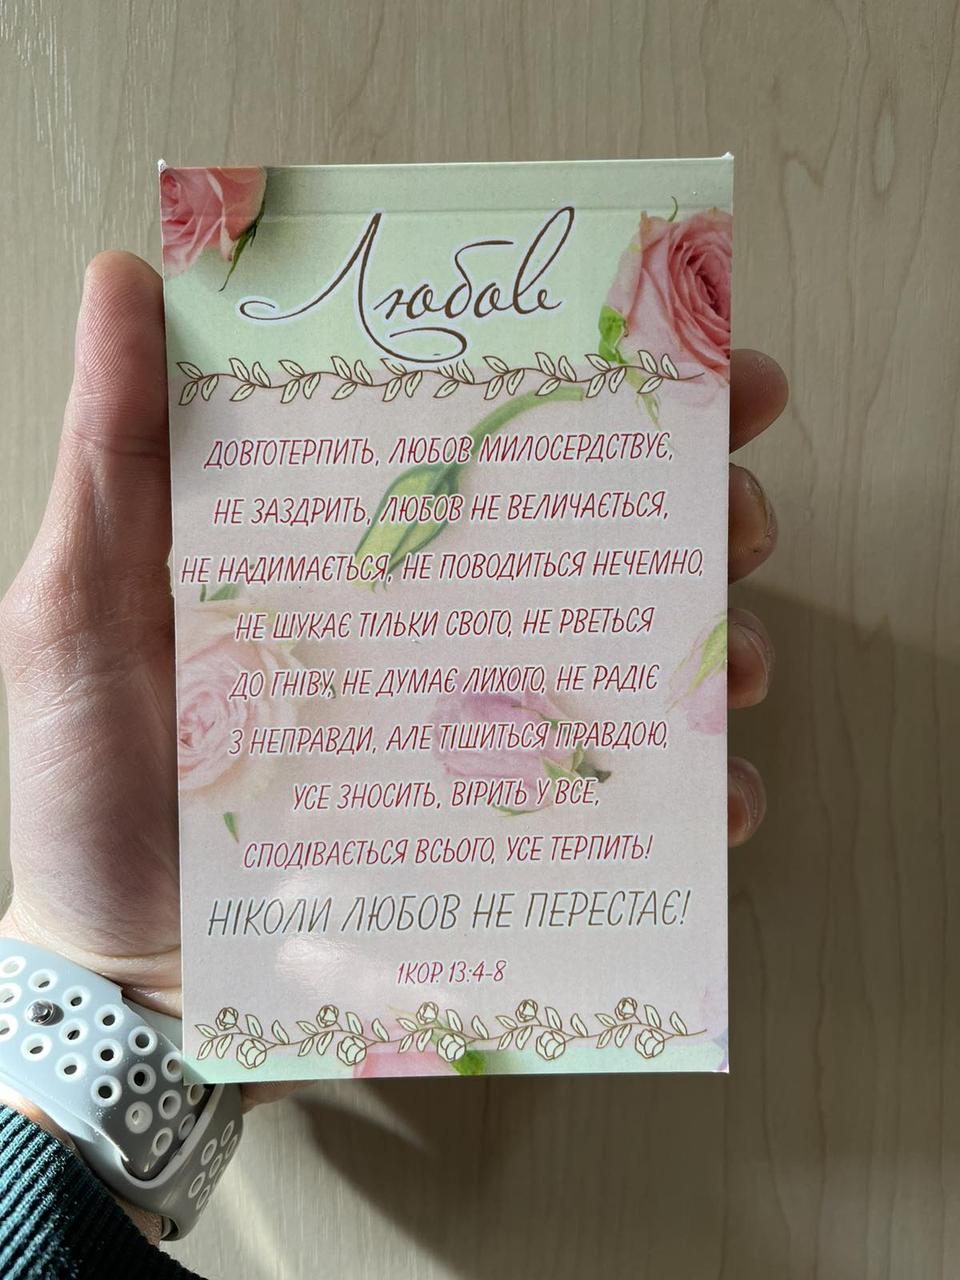 Любов
ДОВГОТЕРПИТЬ, ЛЮБОВ МИЛОСЕРДСТВУЄ,
НЕ ЗАЗДРИТЬ, ЛЮБОВ НЕ ВЕЛИЧАЄТЬСЯ,
НЕ НАДИМАЄТЬСЯ, НЕ ПОВОДИТЬСЯ НЕЧЕМНО,
НЕ ШУКАЄ ТІЛЬКИ СВОГО, НЕ РВЕТЬСЯ
ДО ГНІВУ, НЕ ДУМАЄ ЛИХОГО, НЕ РАДІЄ
З НЕПРАВДИ, АЛЕ ТІШИТЬСЯ ПРАВДОЮ,
УСЕ ЗНОСИТЬ, ВІРИТЬ У ВСЕ,
СПОДІВАЄТЬСЯ ВСЬОГО, УСЕ ТЕРПИТЬ!
НІКОЛИ ЛЮБОВ НЕ ПЕРЕСТАЄ!
1КОР. 13:4-8